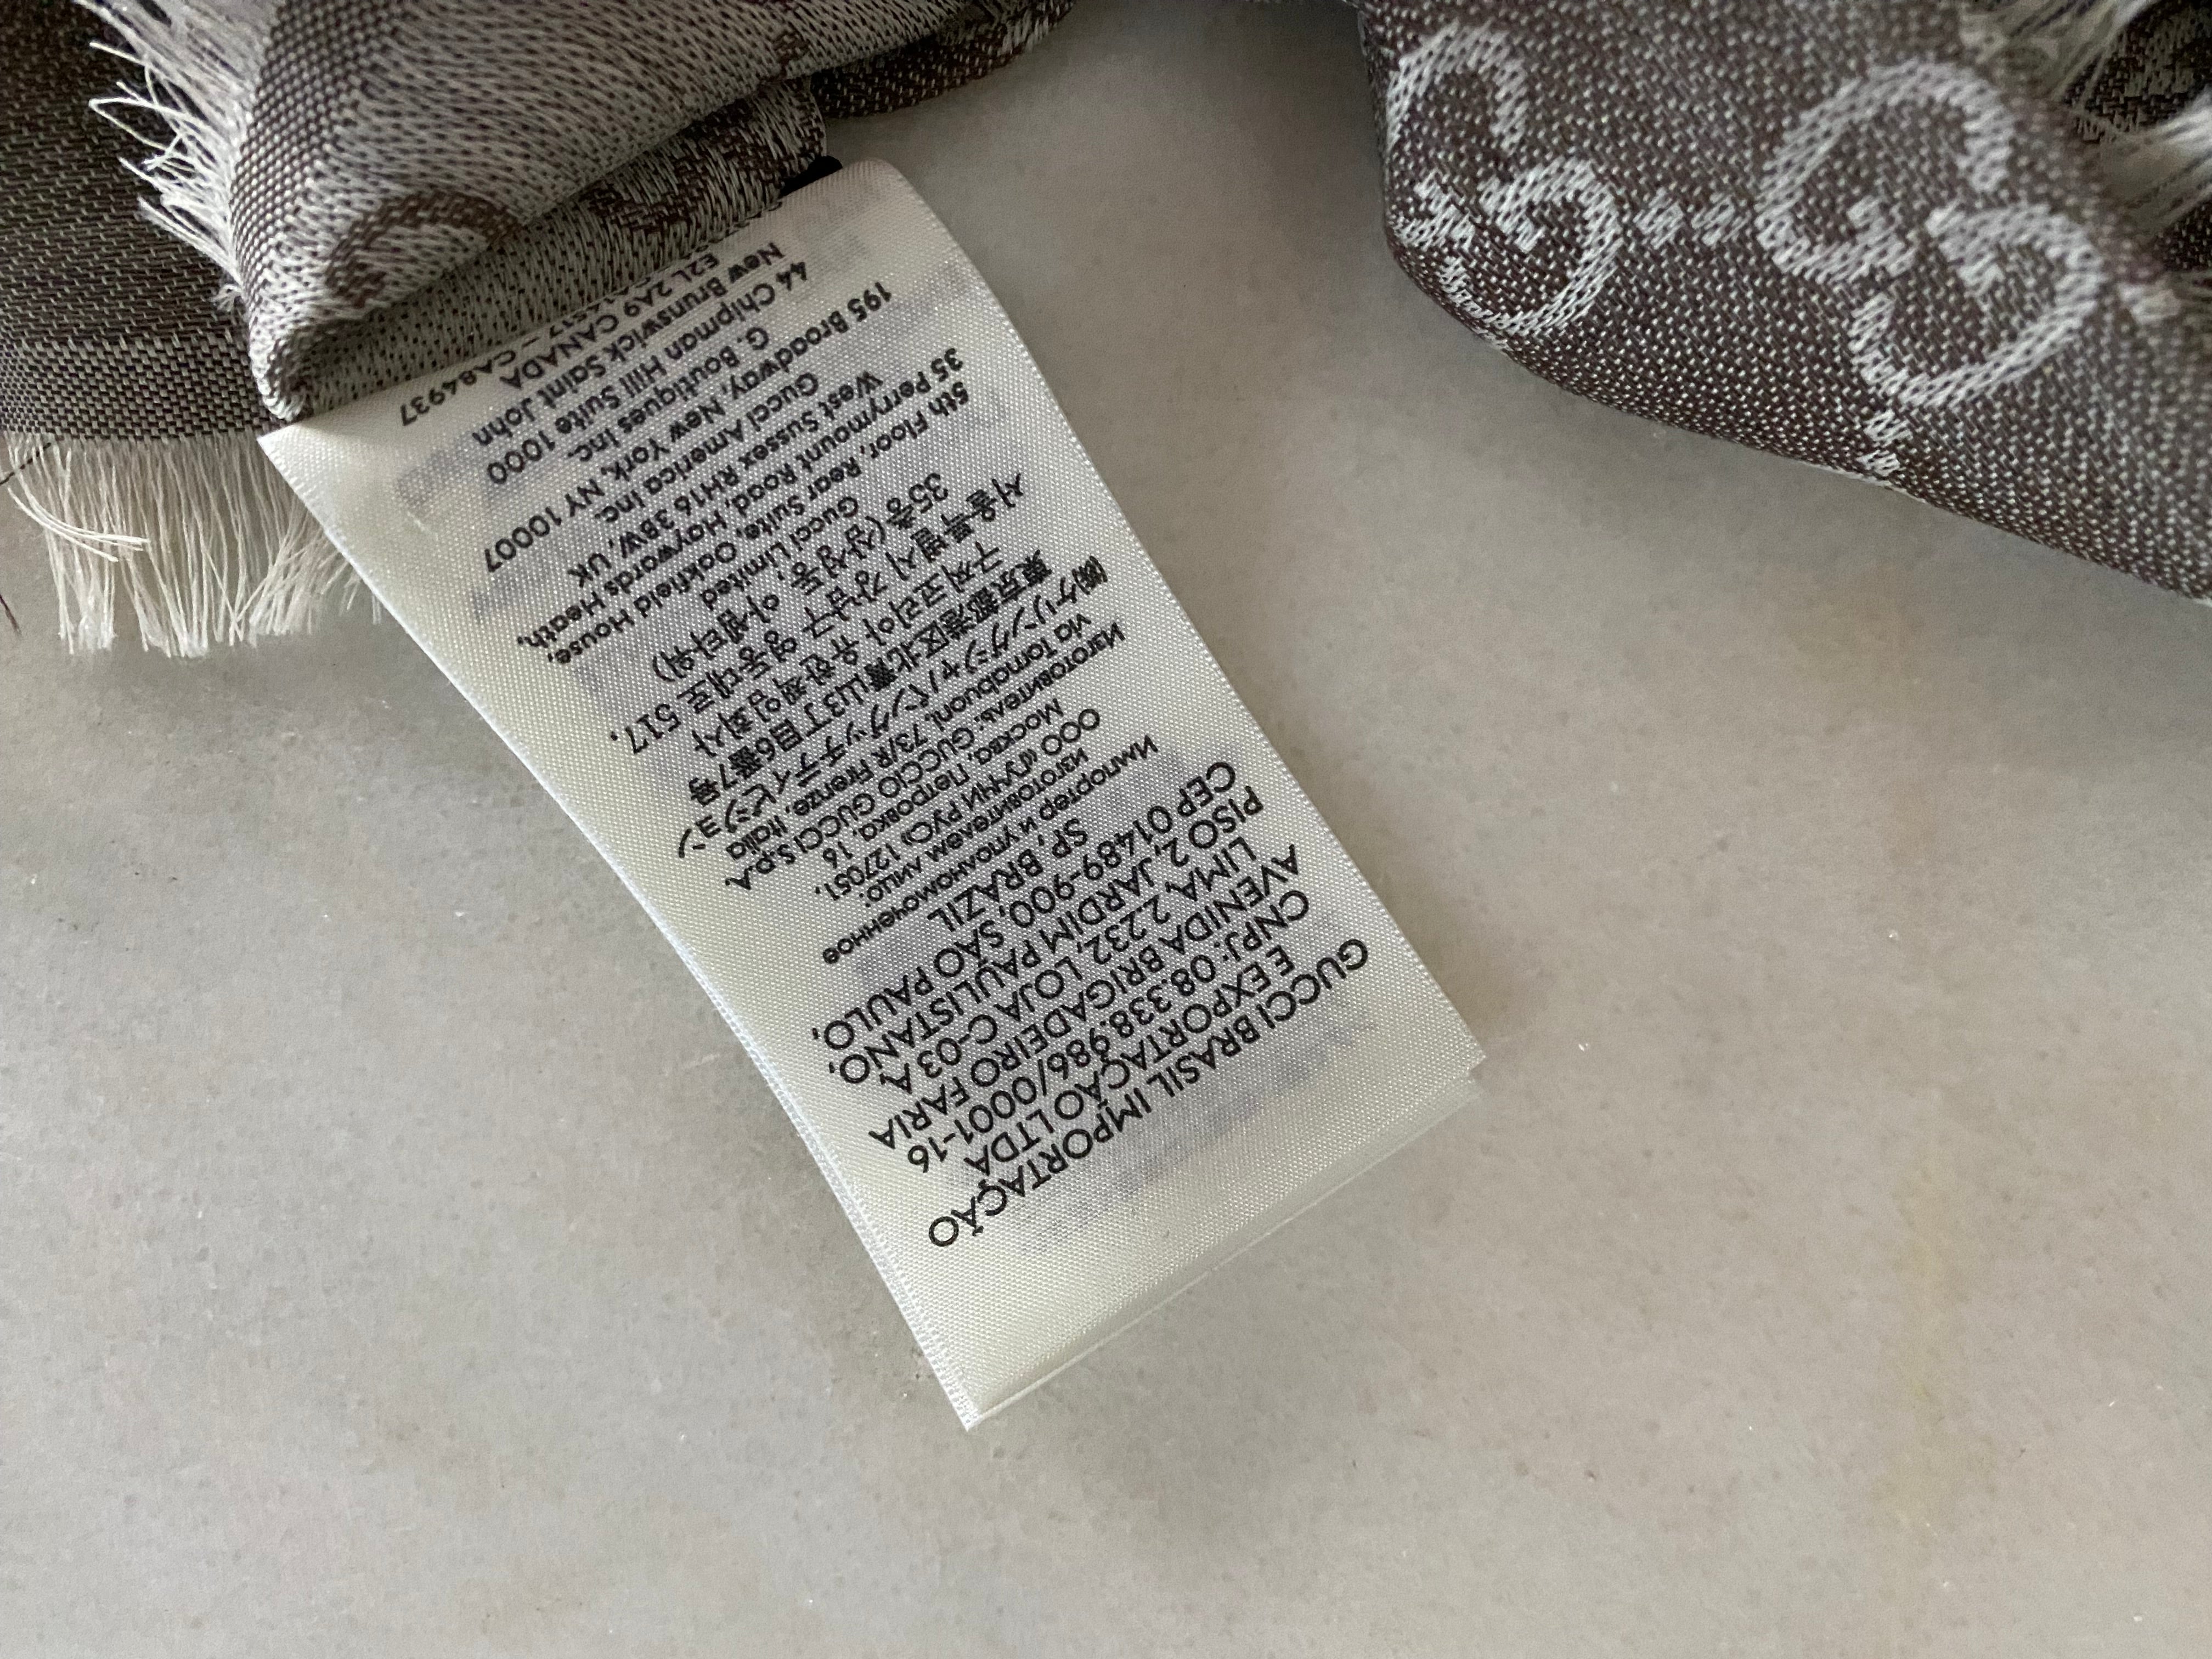 GUCCI BRASIL IMPORTAÇÃO
E EXPORTAÇÃO LTDA
CNPJ: 08.338.986/0001-16
AVENIDA BRIGADEIRO FARIA
LIMA, 2.232, LOJA C-03 A,
PISO 2, JARDIM PAULISTANO,
CEP 01489-900, SÃO PAULO,
SP, BRAZIL
Импортер и уполномоченное
изготовителем лицо:
ООО «ГУЧЧИ РУС» 127051,
Москва, Петровка, 16
Изготовитель: GUCCIO GUCCI S.p.A.
via Tornabuoni, 73/R Firenze, Italia
㈱ケリングジャパングッチディビジョン
東京都港区北青山3丁目6番7号
구찌코리아 유한책임회사
서울특별시 강남구 영동대로 517,
35층(삼성동, 아셈타워)
Gucci Limited
5th Floor, Rear Suite, Oakfield House,
35 Perrymount Road, Haywards Heath,
West Sussex RH16 3BW, UK
Gucci America Inc.
195 Broadway, New York, NY 10007
G. Boutiques Inc.
44 Chipman Hill Suite 1000
New Brunswick Saint John
E2L 2A9 CANADA
CA84937